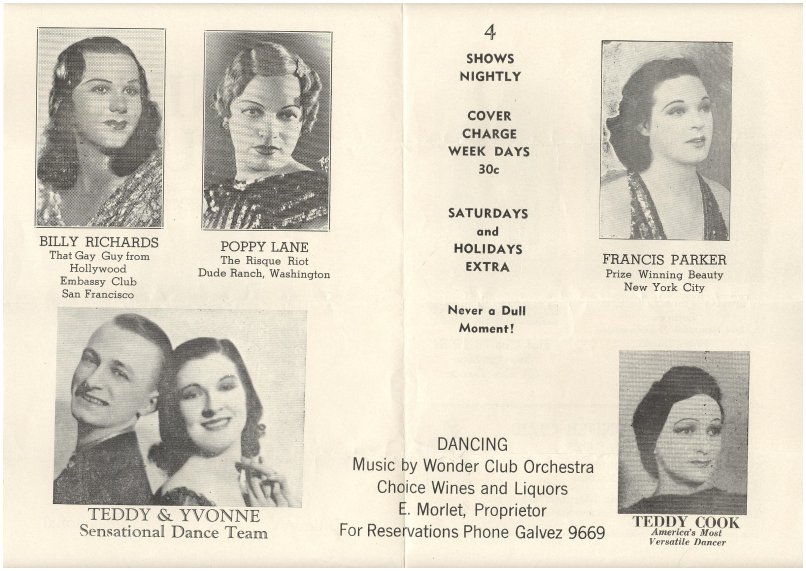 BILLY RICHARDS
That Gay Guy from
Hollywood
Embassy Club
San Francisco
POPPY LANE
The Risque Riot
Dude Ranch, Washington
TEDDY & YVONNE
Sensational Dance Team
4
SHOWS
NIGHTLY
COVER
CHARGE
WEEK DAYS
30c
SATURDAYS
and
HOLIDAYS
EXTRA
Never a Dull
Moment!
DANCING
Music by Wonder Club Orchestra
Choice Wines and Liquors
E. Morlet, Proprietor
For Reservations Phone Galvez 9669
FRANCIS PARKER
Prize Winning Beauty
New York City
TEDDY COOK
America's Most
Versatile Dancer